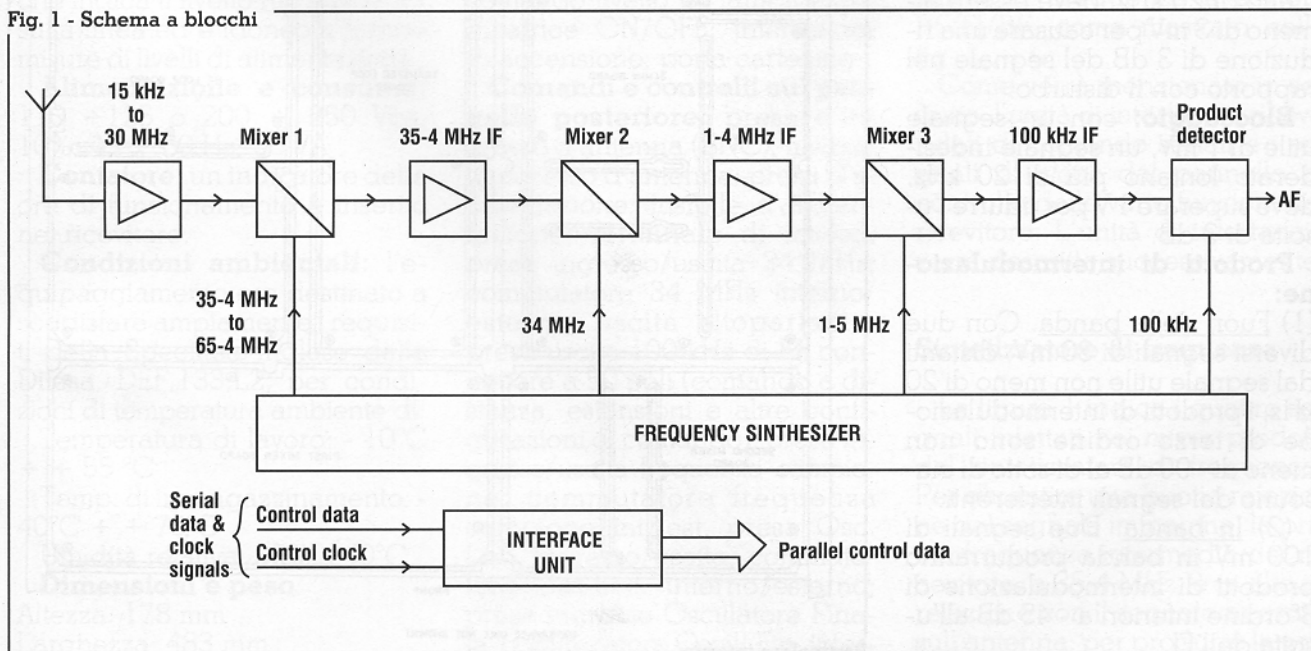 Fig. 1 - Schema a blocchi
15 kHz
to
30 MHz
Mixer 1
35-4 MHz IF
Mixer 2
1-4 MHz IF
Mixer 3
100 kHz IF
Product
detector
AF
35-4 MHz
to
65-4 MHz
34 MHz
1-5 MHz
100 kHz
FREQUENCY SINTHESIZER
Serial
data &
clock
signals
Control data
Control clock
INTERFACE
UNIT
Parallel control data